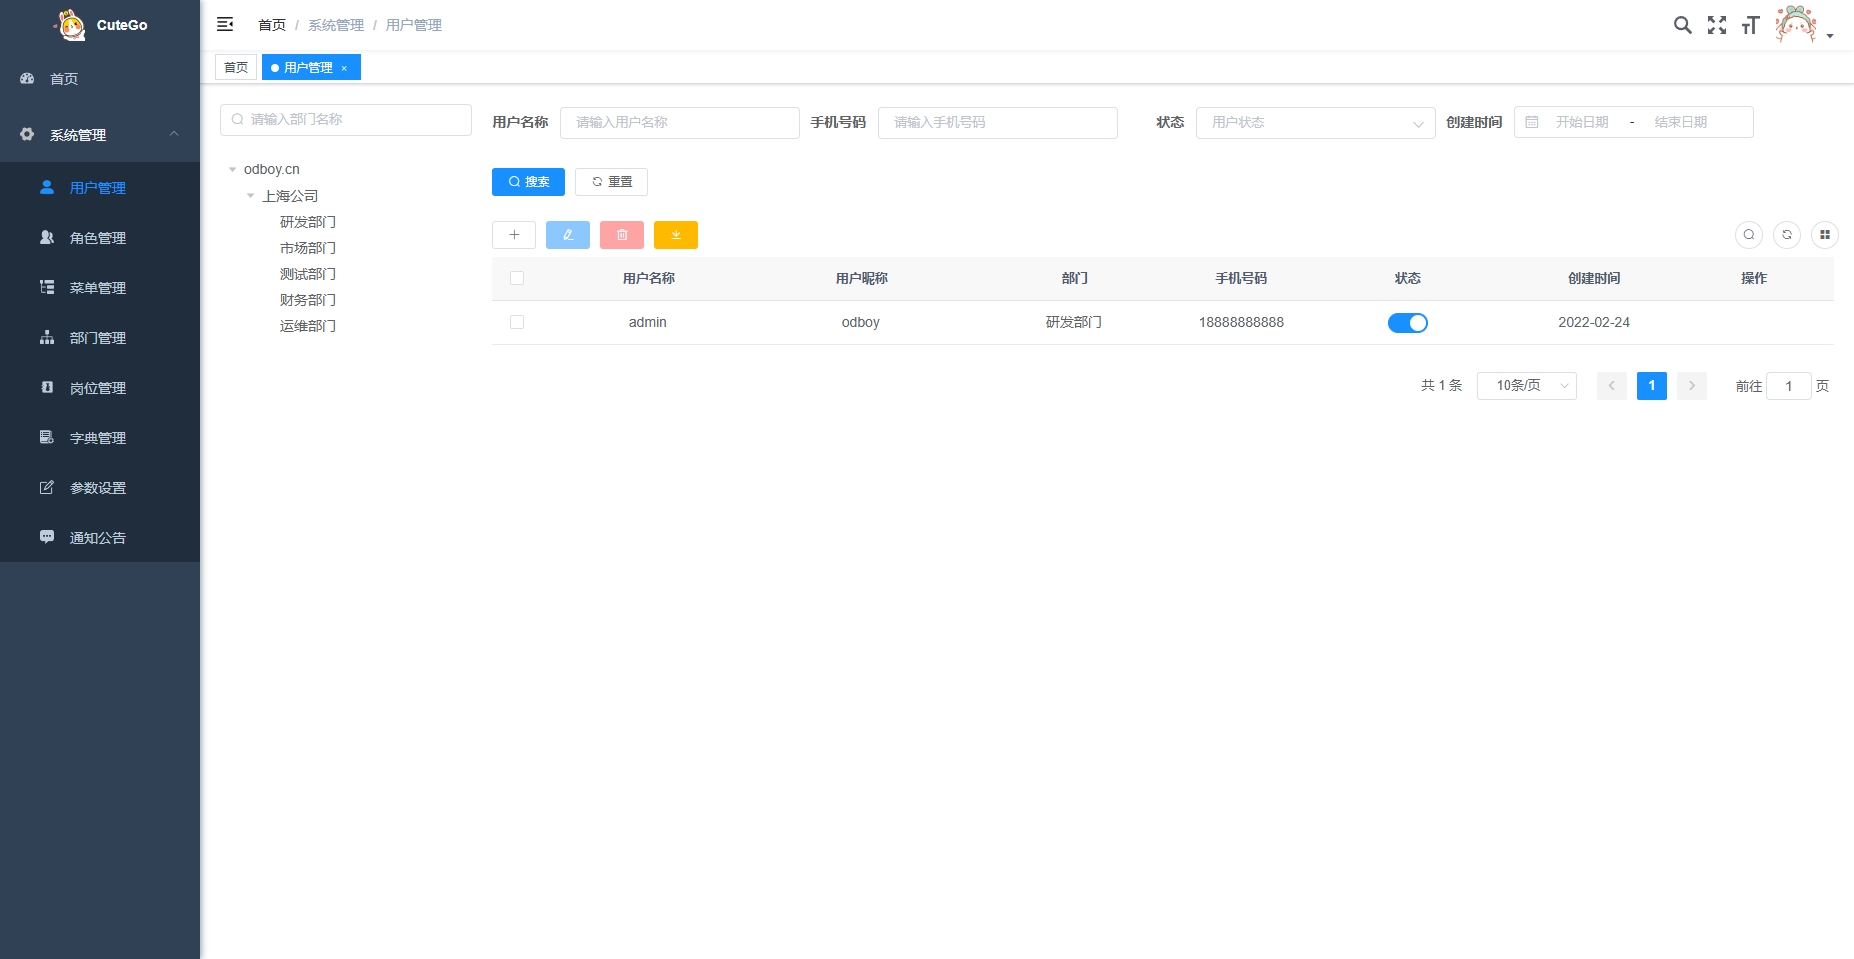 CuteGo
首页
系统管理
用户管理
角色管理
菜单管理
部门管理
岗位管理
字典管理
参数设置
通知公告
首页 / 系统管理 / 用户管理
首页 用户管理 ×
请输入部门名称
odboy.cn
上海公司
研发部门
市场部门
测试部门
财务部门
运维部门
用户名称 请输入用户名称 手机号码 请输入手机号码 状态 用户状态 创建时间 开始日期 - 结束日期
搜索 重置
用户名称 用户昵称 部门 手机号码 状态 创建时间 操作
admin odboy 研发部门 18888888888 2022-02-24
共 1 条 10条/页 1 前往 1 页